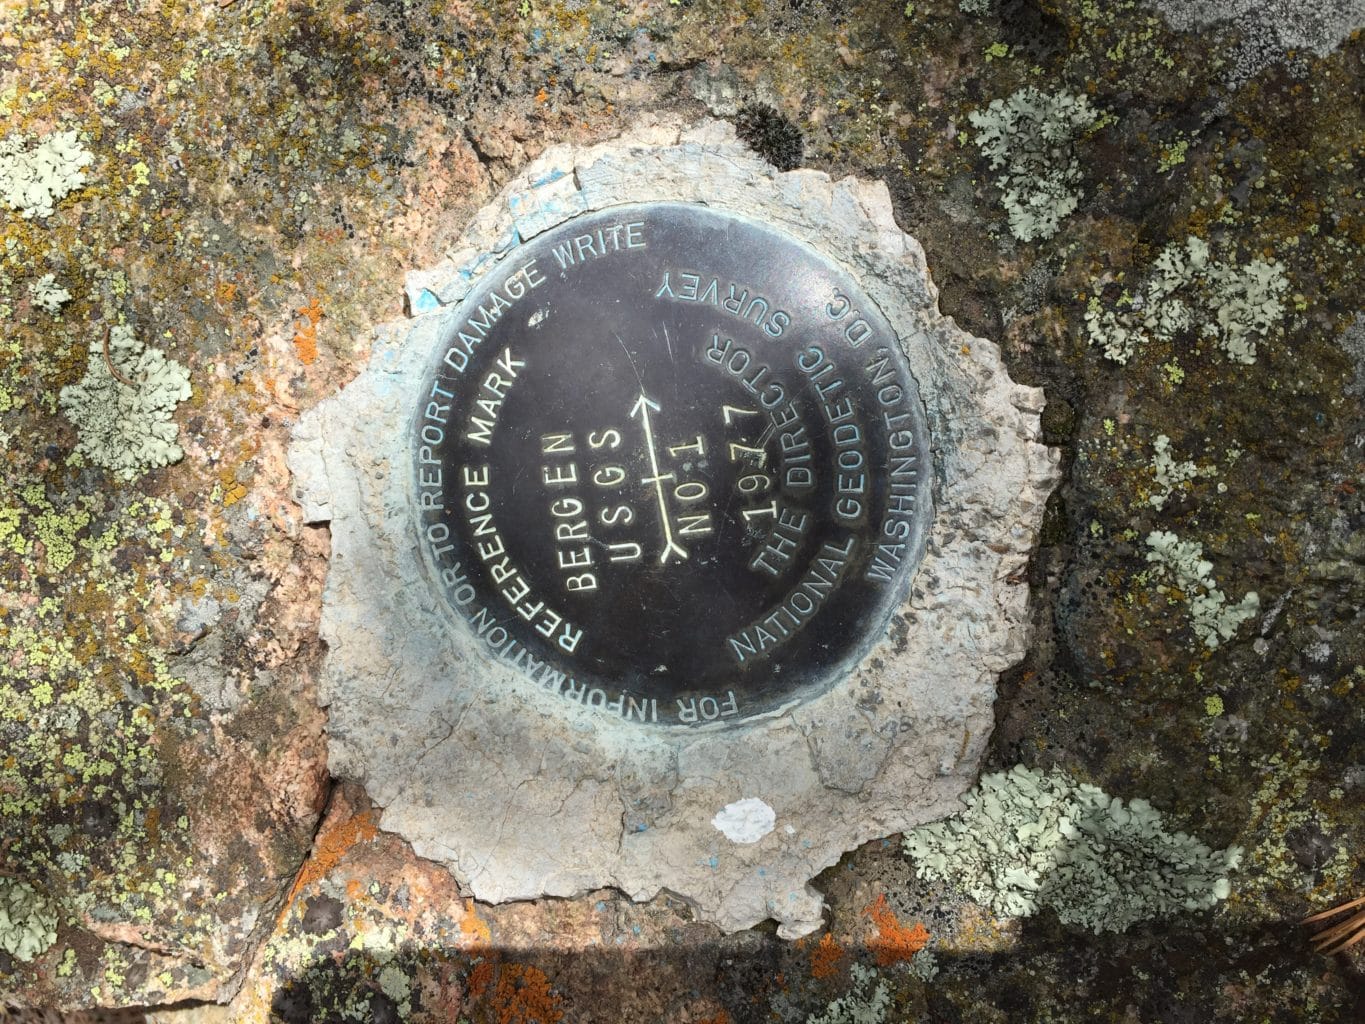 FOR INFORMATION OR TO REPORT DAMAGE WRITE
REFERENCE MARK
BERGEN
USGS
NO 1
1977
THE DIRECTOR
NATIONAL GEODETIC SURVEY
WASHINGTON, D.C.